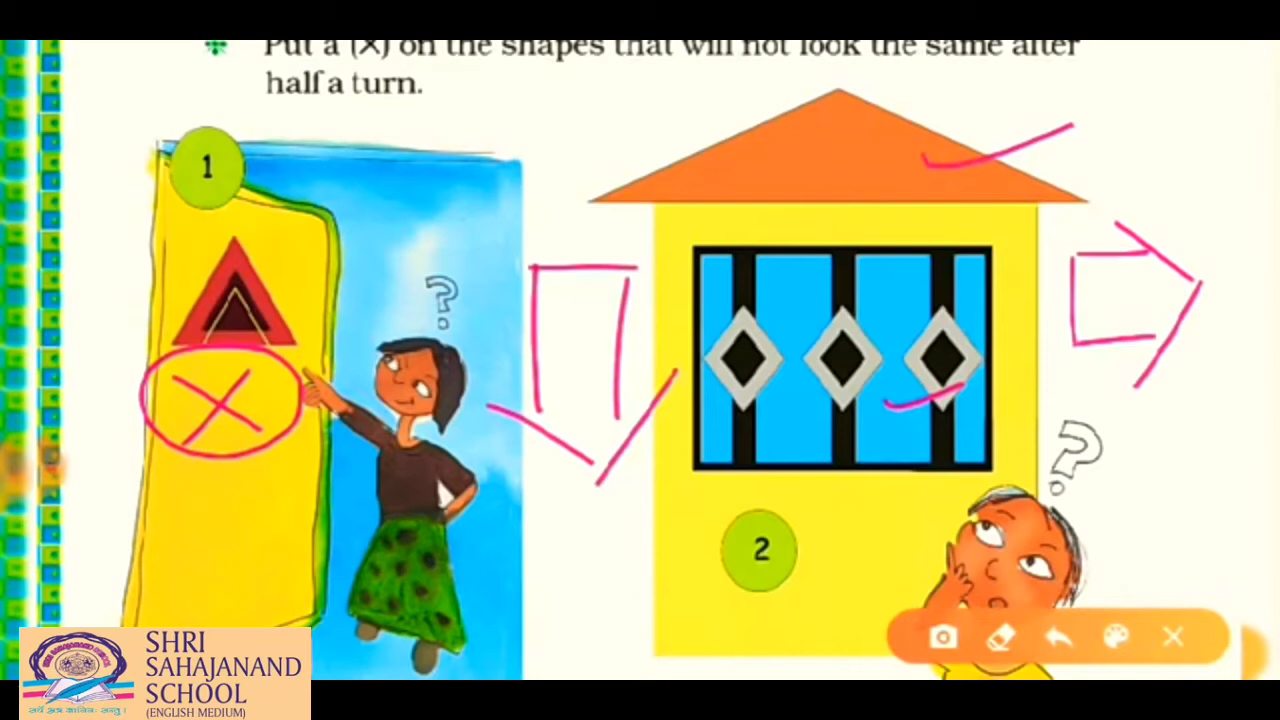 Put a (×) on the shapes that will not look the same after
half a turn.
1
?
?
2
SHRI
SAHAJANAND
SCHOOL
(ENGLISH MEDIUM)